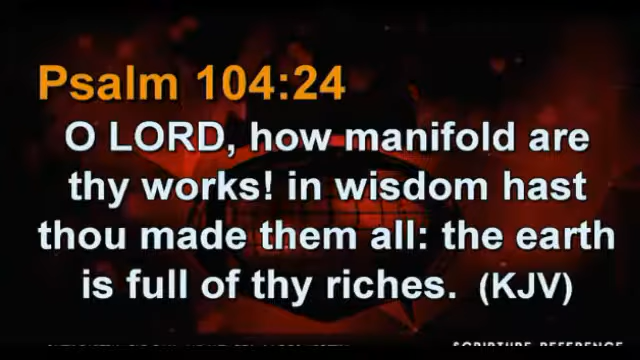 Psalm 104:24
O LORD, how manifold are
thy works! in wisdom hast
thou made them all: the earth
is full of thy riches. (KJV)
SCRIPTURE REFERENCE